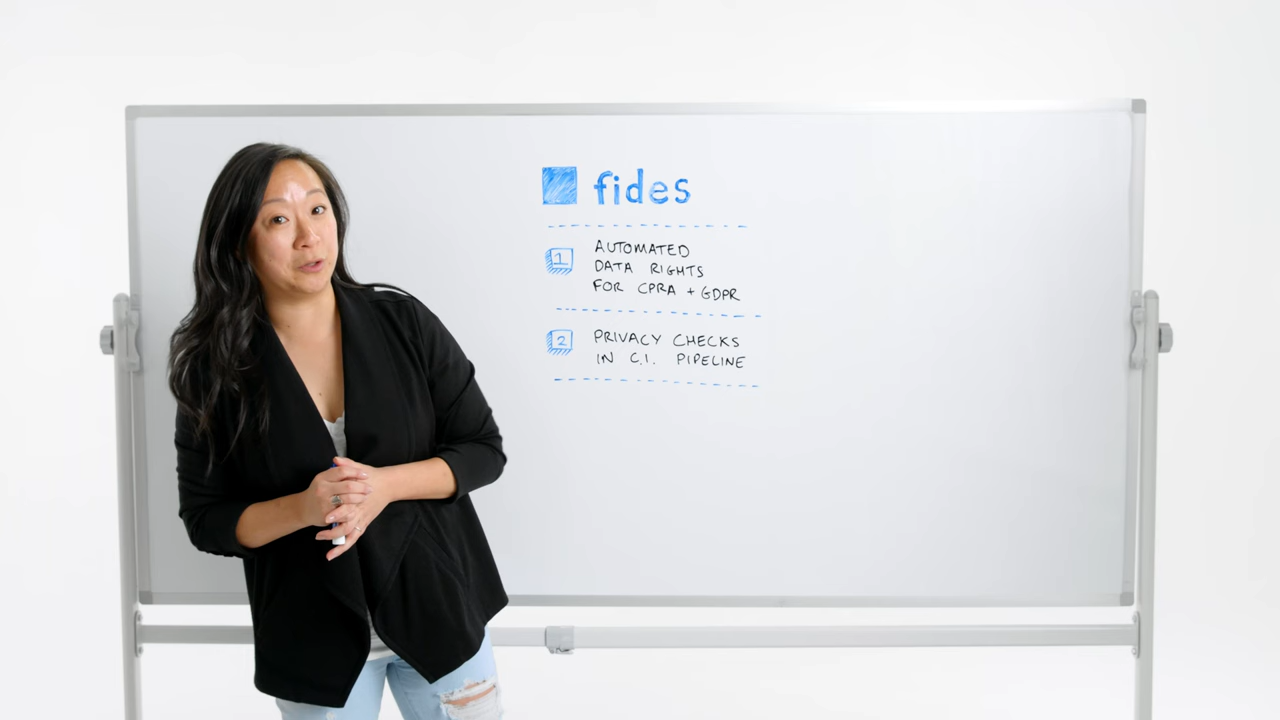 fides
1
AUTOMATED
DATA RIGHTS
FOR CPRA + GDPR
2
PRIVACY CHECKS
IN C.I. PIPELINE